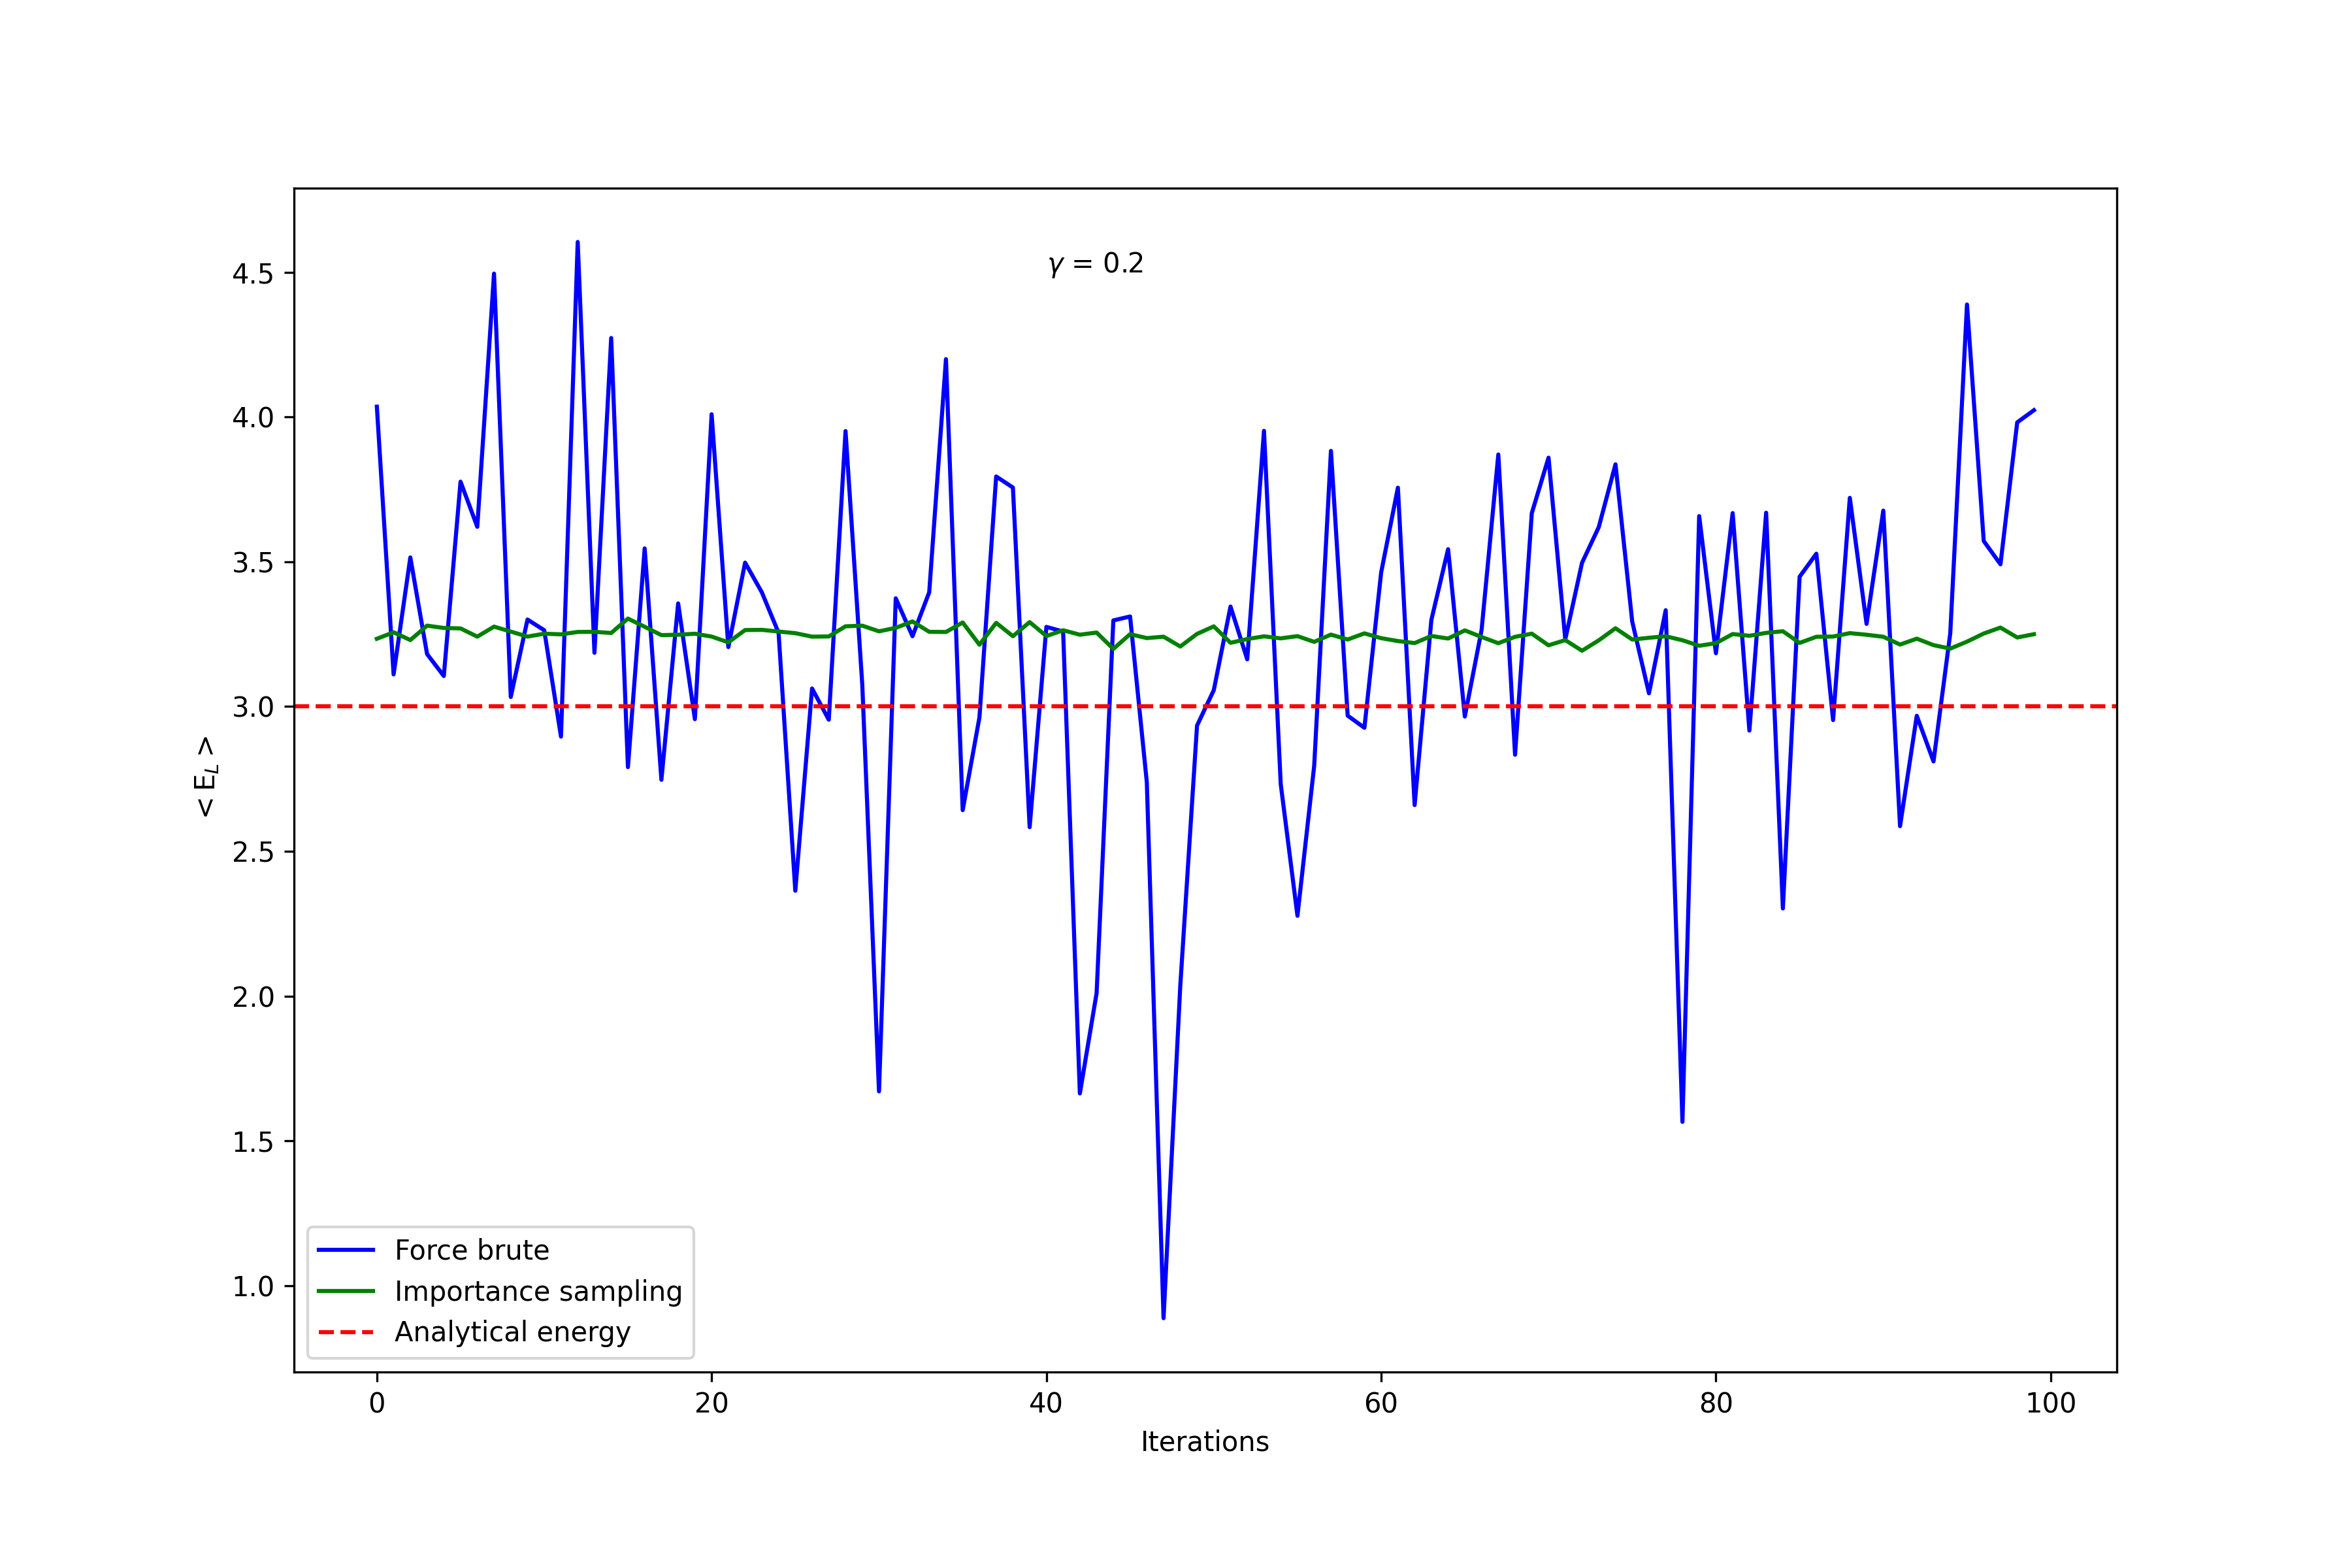 γ = 0.2
4.5
4.0
3.5
3.0
2.5
2.0
1.5
1.0
< E_L >
Force brute
Importance sampling
Analytical energy
0 20 40 60 80 100
Iterations